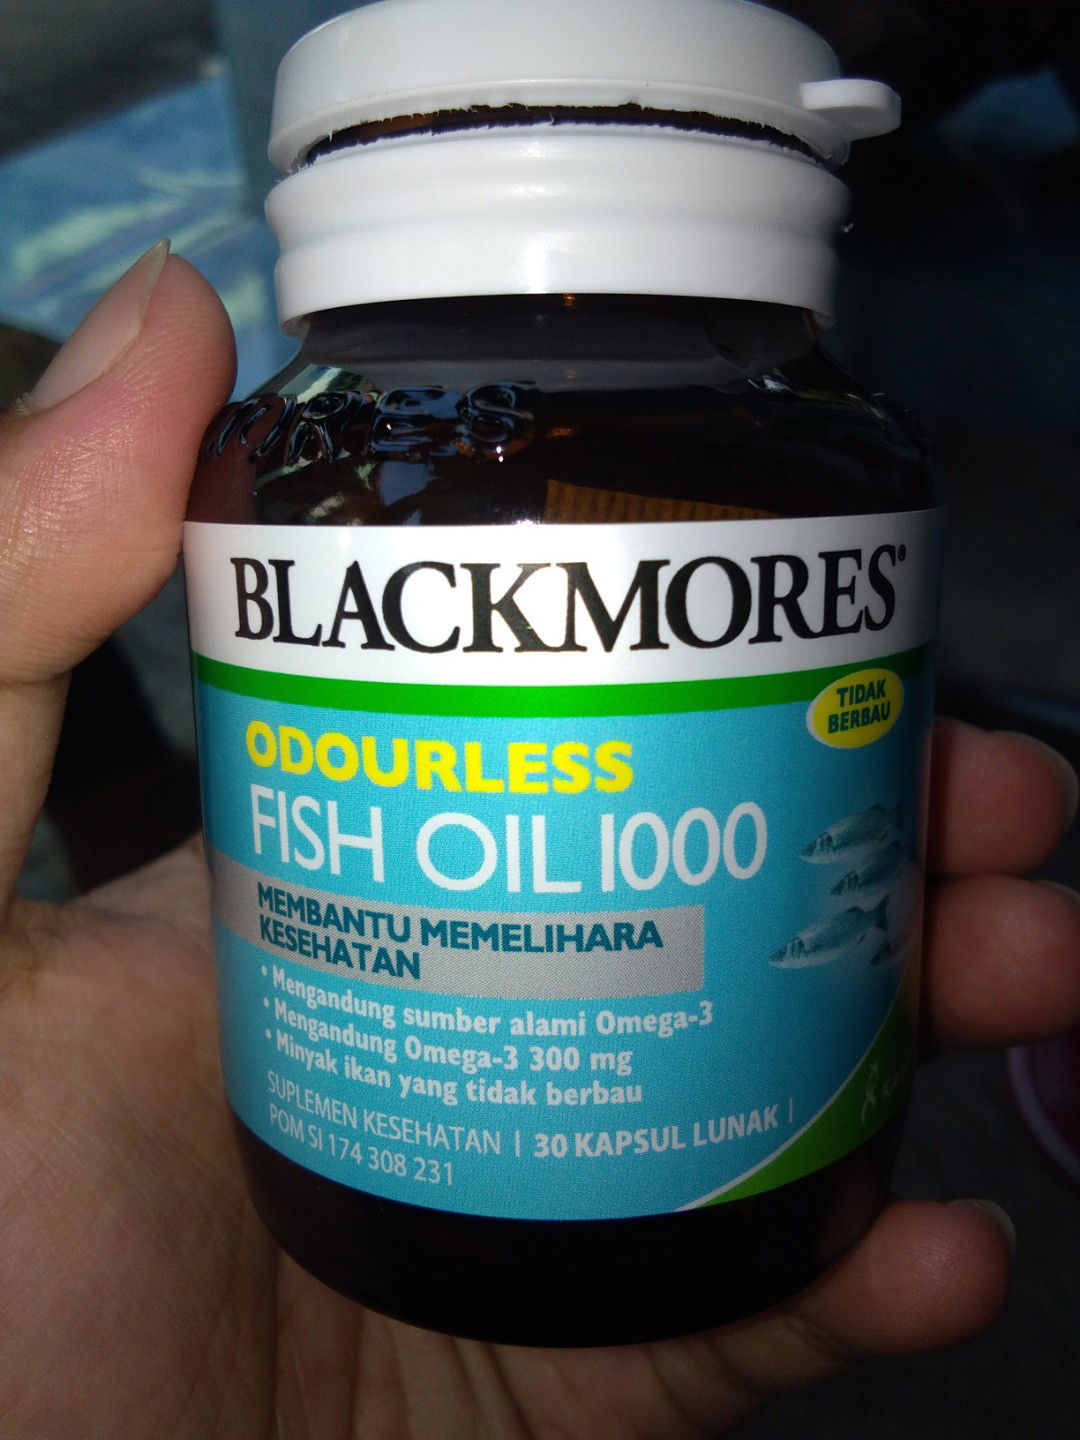 ORES
BLACKMORES®
TIDAK
BERBAU
ODOURLESS
FISH OIL 1000
MEMBANTU MEMELIHARA
KESEHATAN
• Mengandung sumber alami Omega-3
• Mengandung Omega-3 300 mg
• Minyak ikan yang tidak berbau
SUPLEMEN KESEHATAN | 30 KAPSUL LUNAK |
POM SI 174 308 231